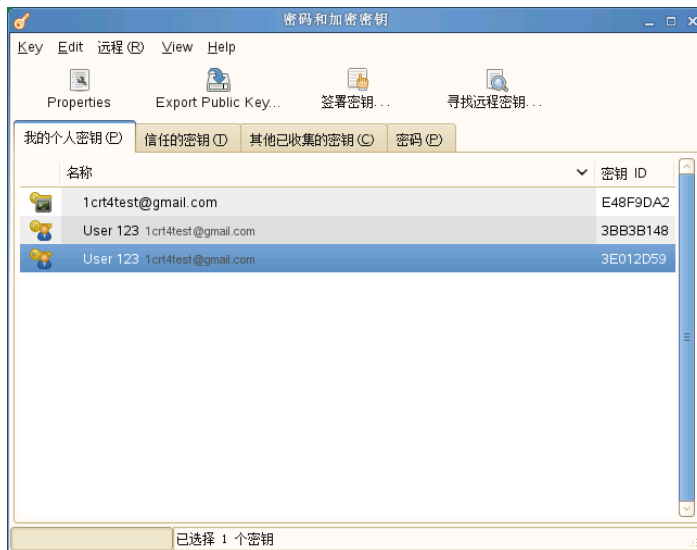 密码和加密密钥
Key Edit 远程(R) View Help
Properties Export Public Key... 签署密钥... 寻找远程密钥...
我的个人密钥(P) 信任的密钥(T) 其他已收集的密钥(C) 密码(P)
名称 密钥 ID
1crt4test@gmail.com E48F9DA2
User 123 1crt4test@gmail.com 3BB3B148
User 123 1crt4test@gmail.com 3E012D59
已选择 1 个密钥